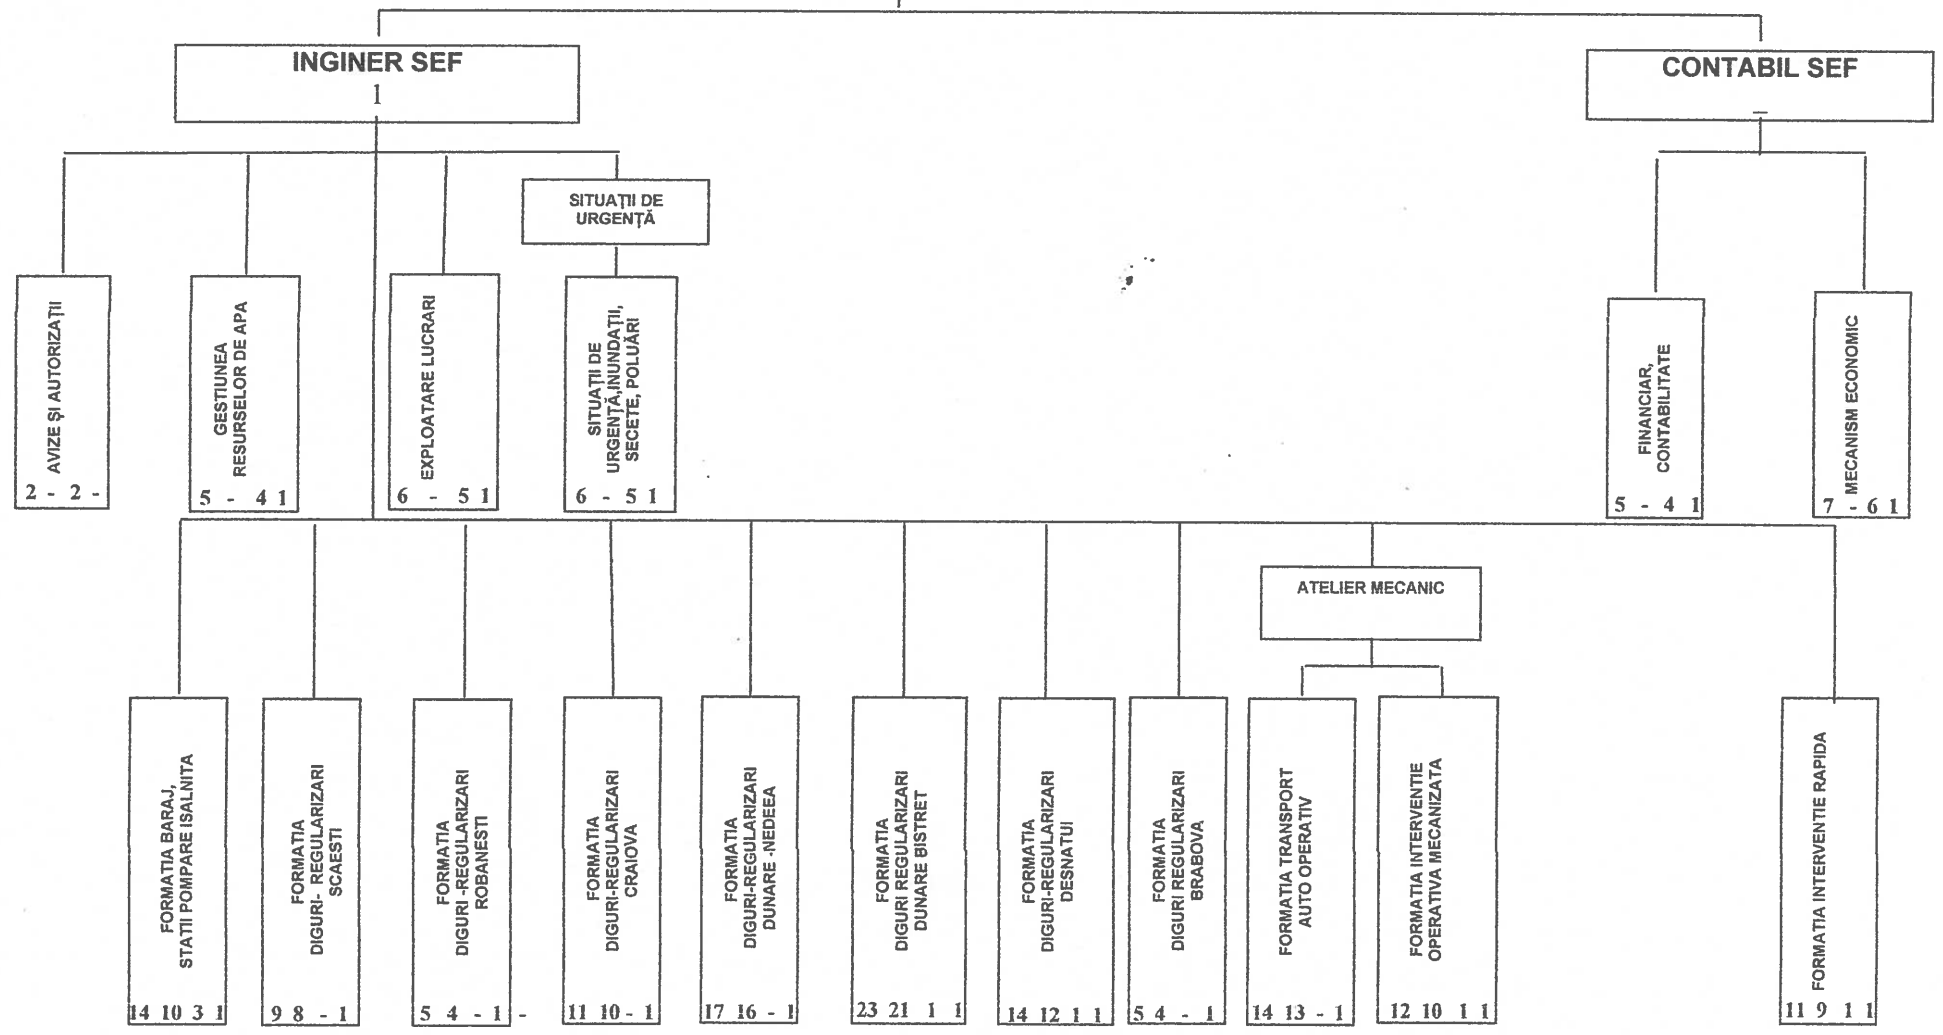 INGINER SEF
1
CONTABIL SEF
–
SITUAȚII DE
URGENȚĂ
AVIZE ȘI AUTORIZAȚII
2 - 2 -
GESTIUNEA
RESURSELOR DE APA
5 - 4 1
EXPLOATARE LUCRARI
6 - 5 1
SITUAȚII DE
URGENȚĂ,INUNDAȚII,
SECETE, POLUĂRI
6 - 5 1
FINANCIAR,
CONTABILITATE
5 - 4 1
MECANISM ECONOMIC
7 - 6 1
ATELIER MECANIC
FORMATIA BARAJ,
STATII POMPARE ISALNITA
14 10 3 1
FORMATIA
DIGURI- REGULARIZARI
SCAESTI
9 8 - 1
FORMATIA
DIGURI -REGULARIZARI
ROBANESTI
5 4 - 1 -
FORMATIA
DIGURI-REGULARIZARI
CRAIOVA
11 10 - 1
FORMATIA
DIGURI-REGULARIZARI
DUNARE -NEDEEA
17 16 - 1
FORMATIA
DIGURI REGULARIZARI
DUNARE BISTRET
23 21 1 1
FORMATIA
DIGURI-REGULARIZARI
DESNATUI
14 12 1 1
FORMATIA
DIGURI REGULARIZARI
BRABOVA
5 4 - 1
FORMATIA TRANSPORT
AUTO OPERATIV
14 13 - 1
FORMATIA INTERVENTIE
OPERATIVA MECANIZATA
12 10 1 1
FORMATIA INTERVENTIE RAPIDA
11 9 1 1